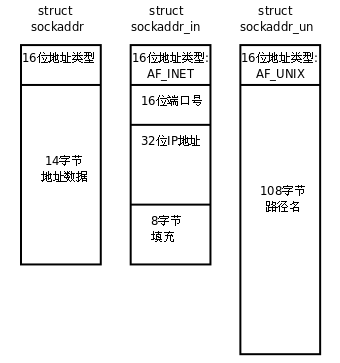 struct
sockaddr
16位地址类型
14字节
地址数据
struct
sockaddr_in
16位地址类型:
AF_INET
16位端口号
32位IP地址
8字节
填充
struct
sockaddr_un
16位地址类型:
AF_UNIX
108字节
路径名